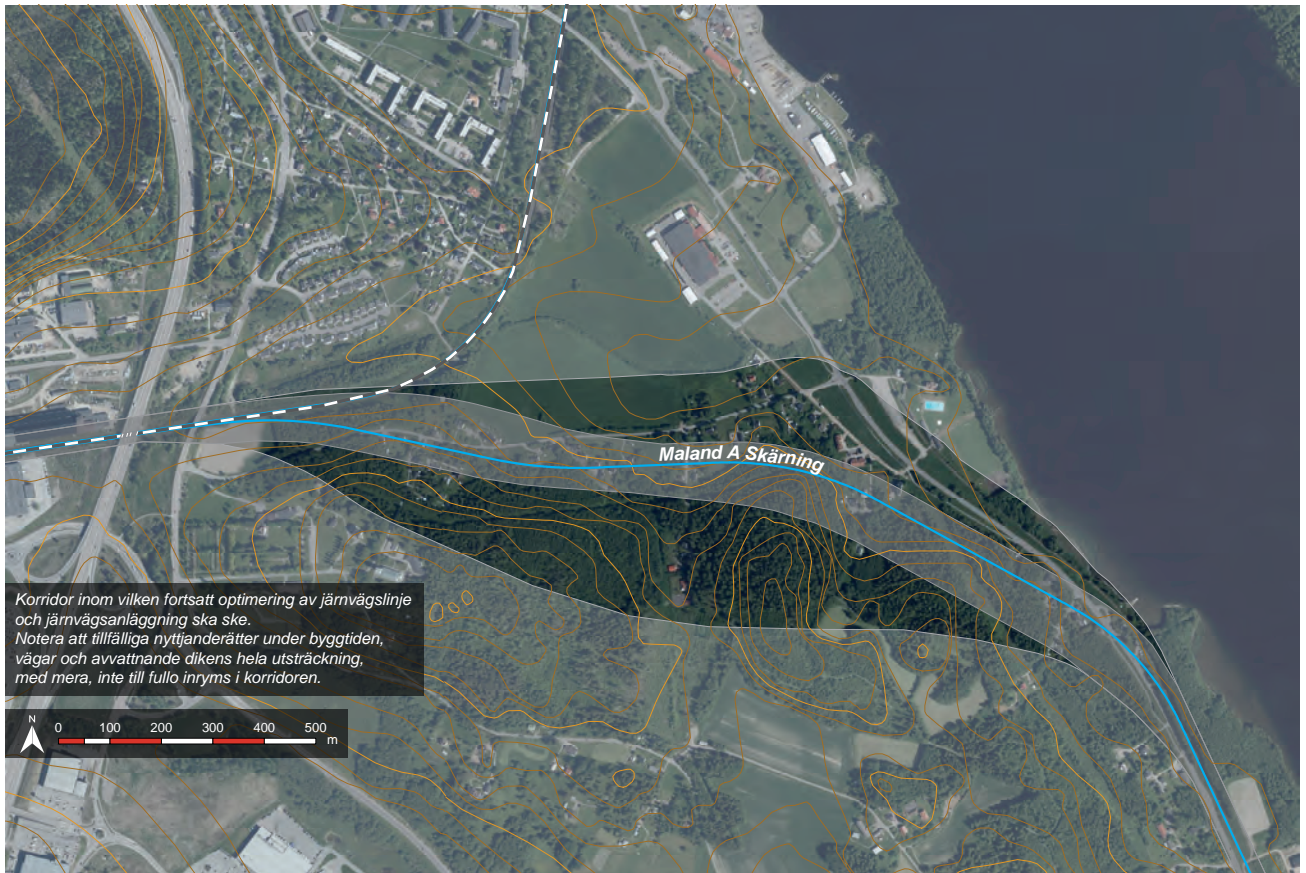 Maland A Skärning
Korridor inom vilken fortsatt optimering av järnvägslinje
och järnvägsanläggning ska ske.
Notera att tillfälliga nyttjanderätter under byggtiden,
vägar och avvattnande dikens hela utsträckning,
med mera, inte till fullo inryms i korridoren.
N
0 100 200 300 400 500
m